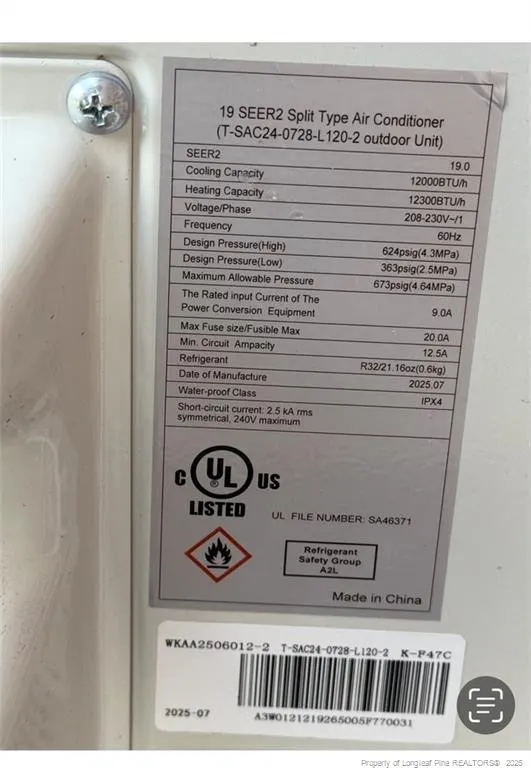 19 SEER2 Split Type Air Conditioner
(T-SAC24-0728-L120-2 outdoor Unit)
SEER2 19.0
Cooling Capacity 12000BTU/h
Heating Capacity 12300BTU/h
Voltage/Phase 208-230V~/1
Frequency 60Hz
Design Pressure(High) 624psig(4.3MPa)
Design Pressure(Low) 363psig(2.5MPa)
Maximum Allowable Pressure 673psig(4.64MPa)
The Rated input Current of The
Power Conversion Equipment 9.0A
Max Fuse size/Fusible Max 20.0A
Min. Circuit Ampacity 12.5A
Refrigerant R32/21.16oz(0.6kg)
Date of Manufacture 2025.07
Water-proof Class IPX4
Short-circuit current: 2.5 kA rms
symmetrical, 240V maximum
C UL ® US
LISTED
UL FILE NUMBER: SA46371
Refrigerant
Safety Group
A2L
Made in China
WKAA2506012-2 T-SAC24-0728-L120-2 K-F47C
2025-07 A3W0121219265005F770031
Property of Longleaf Pine REALTORS® 2025